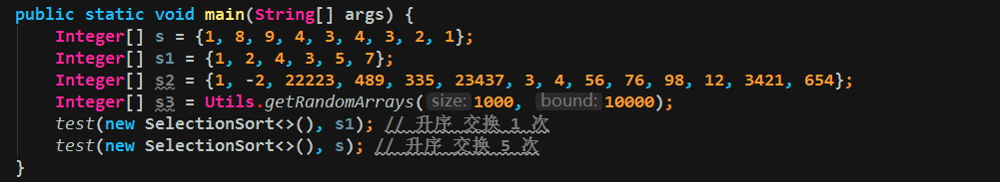 public static void main(String[] args) {
Integer[] s = {1, 8, 9, 4, 3, 4, 3, 2, 1};
Integer[] s1 = {1, 2, 4, 3, 5, 7};
Integer[] s2 = {1, -2, 22223, 489, 335, 23437, 3, 4, 56, 76, 98, 12, 3421, 654};
Integer[] s3 = Utils.getRandomArrays( size: 1000, bound: 10000);
test(new SelectionSort<>(), s1); // 升序 交换 1 次
test(new SelectionSort<>(), s); // 升序 交换 5 次
}